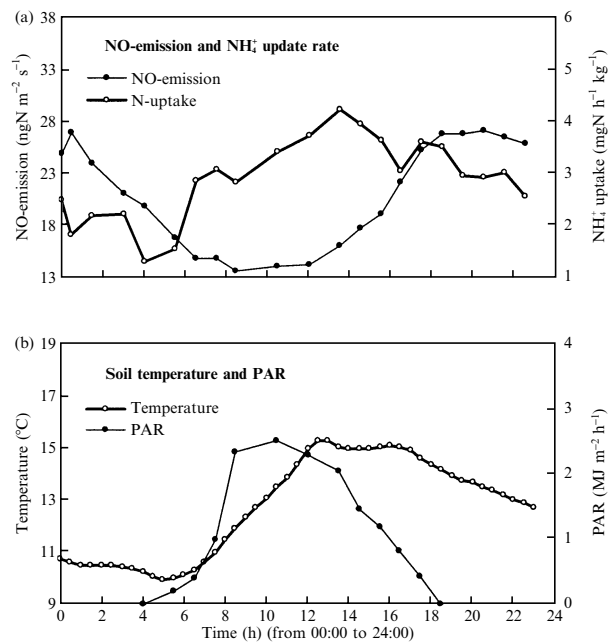 (a)
38
33
28
23
18
13
6
5
4
3
2
1
NO-emission and NH₄⁺ update rate
NO-emission
N-uptake
NO-emission (ngN m⁻² s⁻¹)
NH₄⁺ uptake (mgN h⁻¹ kg⁻¹)
(b)
19
17
15
13
11
9
4
3
2
1
0
Soil temperature and PAR
Temperature
PAR
Temperature (°C)
PAR (MJ m⁻² h⁻¹)
0 2 4 6 8 10 12 14 16 18 20 22 24
Time (h) (from 00:00 to 24:00)